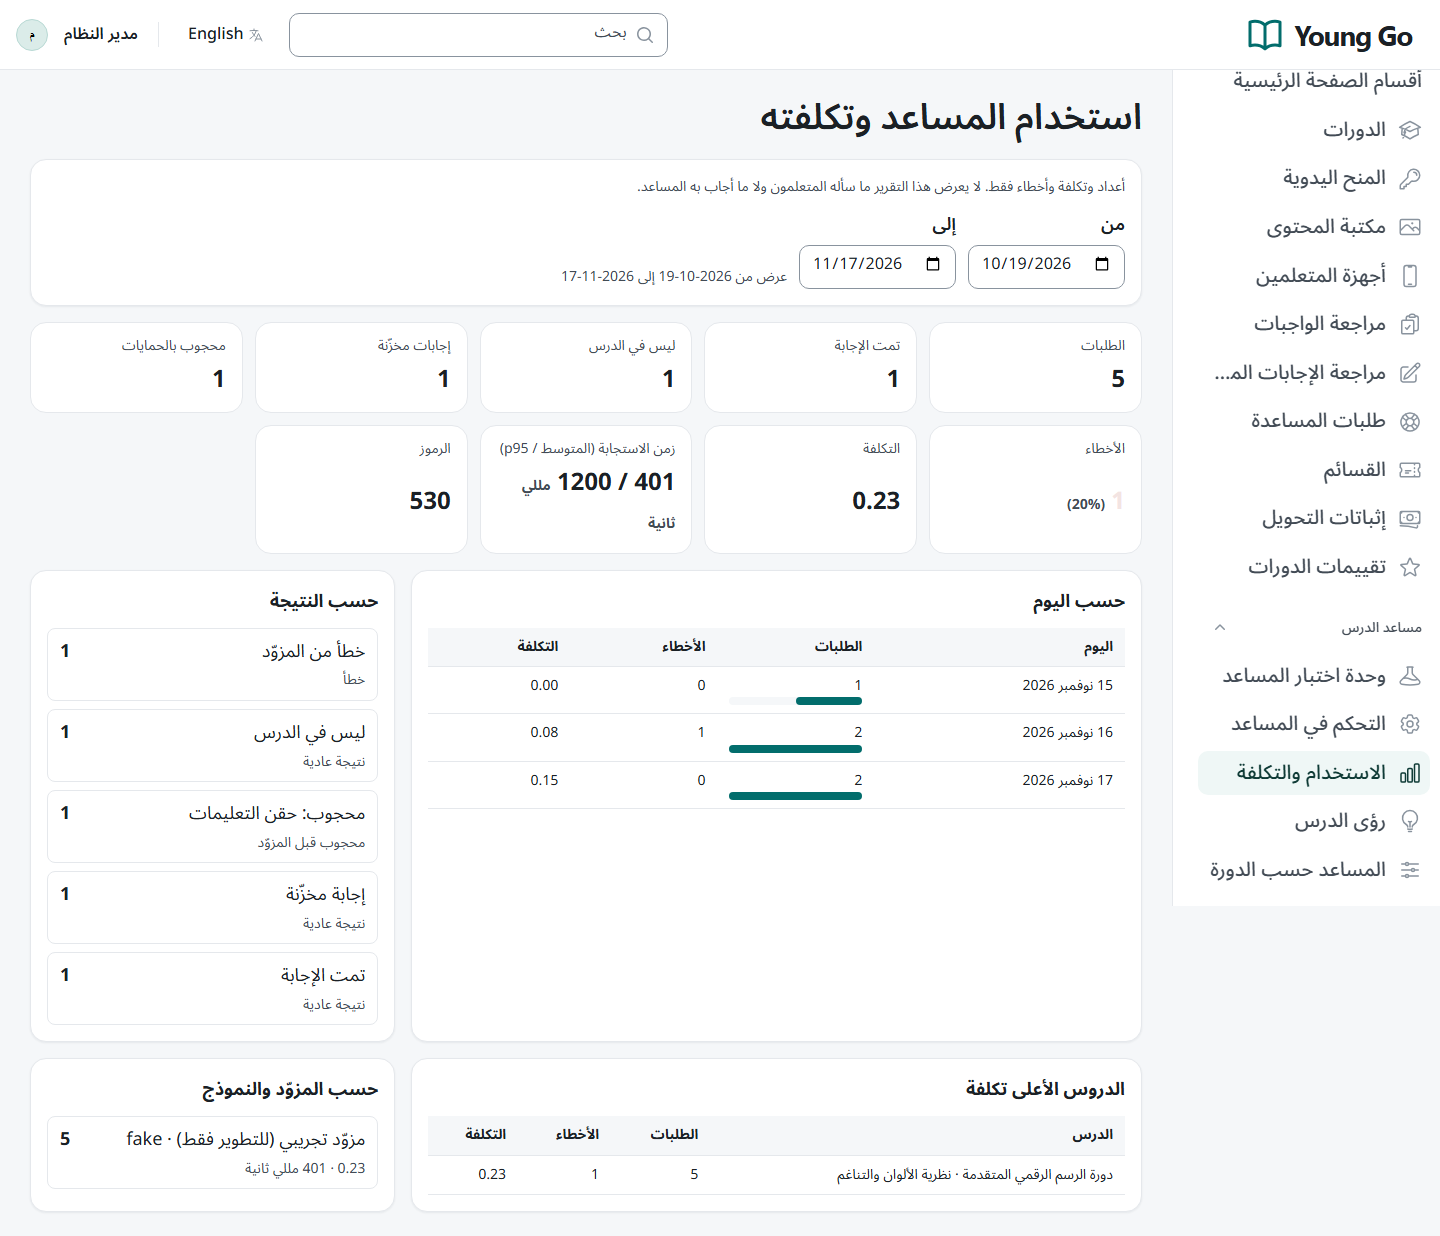 Young Go
بحث
English
مدير النظام
م
أقسام الصفحة الرئيسية
الدورات
المنح اليدوية
مكتبة المحتوى
أجهزة المتعلمين
مراجعة الواجبات
مراجعة الإجابات الم...
طلبات المساعدة
القسائم
إثباتات التحويل
تقييمات الدورات
مساعد الدرس
وحدة اختبار المساعد
التحكم في المساعد
الاستخدام والتكلفة
رؤى الدرس
المساعد حسب الدورة
استخدام المساعد وتكلفته
أعداد وتكلفة وأخطاء فقط. لا يعرض هذا التقرير ما سأله المتعلمون ولا ما أجاب به المساعد.
من
إلى
10/19/2026
11/17/2026
عرض من 2026-10-19 إلى 2026-11-17
الطلبات
5
تمت الإجابة
1
ليس في الدرس
1
إجابات مخزّنة
1
محجوب بالحمايات
1
الأخطاء
1 (20%)
التكلفة
0.23
زمن الاستجابة (المتوسط / p95)
401 / 1200 مللي
ثانية
الرموز
530
حسب اليوم
اليوم الطلبات الأخطاء التكلفة
15 نوفمبر 2026 1 0 0.00
16 نوفمبر 2026 2 1 0.08
17 نوفمبر 2026 2 0 0.15
حسب النتيجة
خطأ من المزوّد 1
خطأ
ليس في الدرس 1
نتيجة عادية
محجوب: حقن التعليمات 1
محجوب قبل المزوّد
إجابة مخزّنة 1
نتيجة عادية
تمت الإجابة 1
نتيجة عادية
الدروس الأعلى تكلفة
الدرس الطلبات الأخطاء التكلفة
دورة الرسم الرقمي المتقدمة · نظرية الألوان والتناغم 5 1 0.23
حسب المزوّد والنموذج
مزوّد تجريبي (للتطوير فقط) · fake 5
0.23 · 401 مللي ثانية